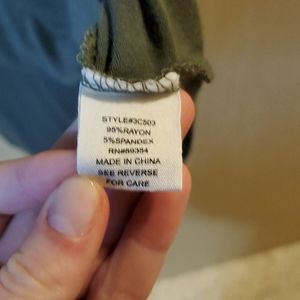 STYLE#3C503
95%RAYON
5%SPANDEX
RN#89354
MADE IN CHINA
SEE REVERSE
FOR CARE